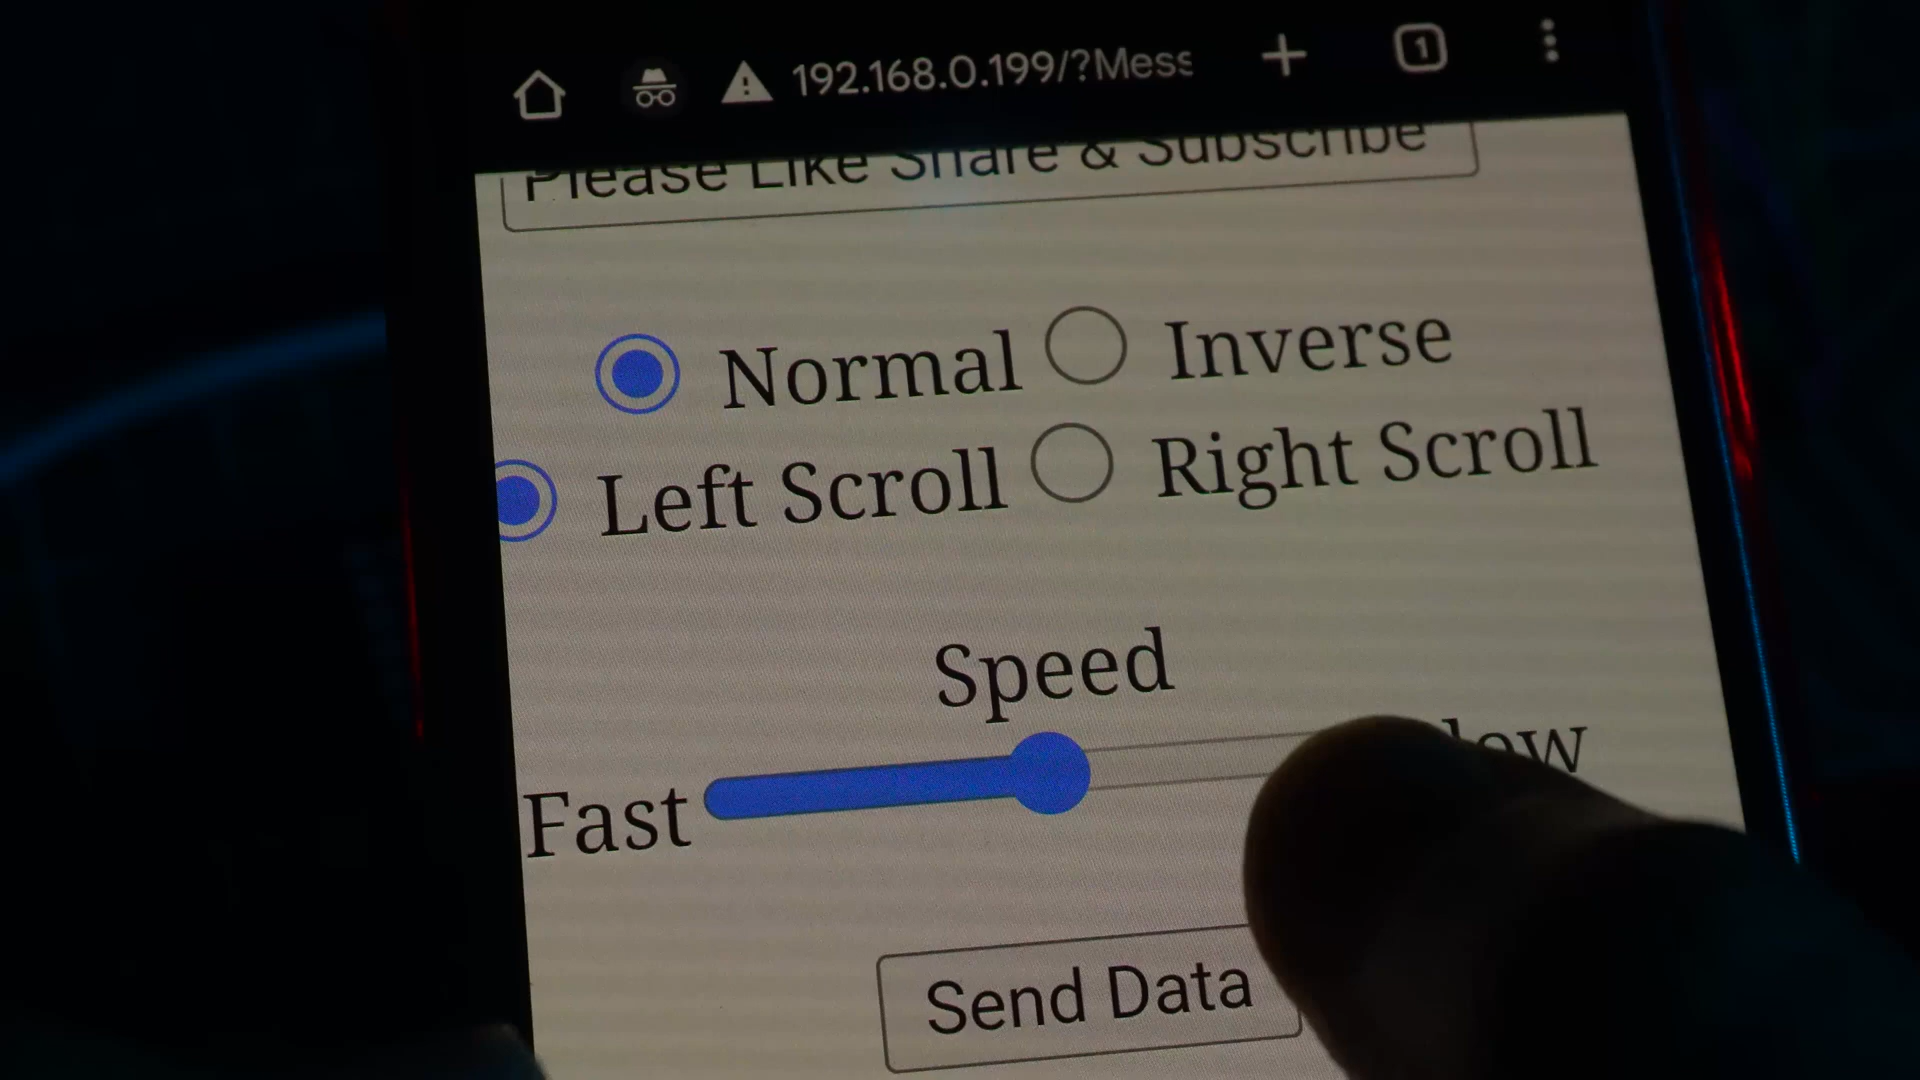 192.168.0.199/?Mess
1
Please Like Share & Subscribe
Normal Inverse
Left Scroll Right Scroll
Speed
Fast
Send Data